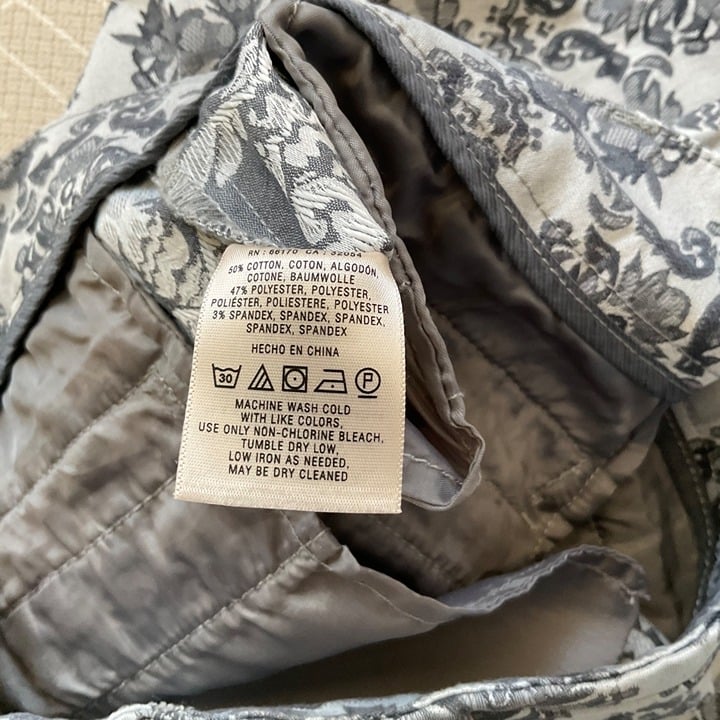 RN : 66170 CA : 32054
50% COTTON, COTON, ALGODÓN,
COTONE, BAUMWOLLE
47% POLYESTER, POLYESTER,
POLIÉSTER, POLIESTERE, POLYESTER
3% SPANDEX, SPANDEX, SPANDEX,
SPANDEX, SPANDEX
HECHO EN CHINA
30 P
MACHINE WASH COLD
WITH LIKE COLORS,
USE ONLY NON-CHLORINE BLEACH.
TUMBLE DRY LOW,
LOW IRON AS NEEDED,
MAY BE DRY CLEANED